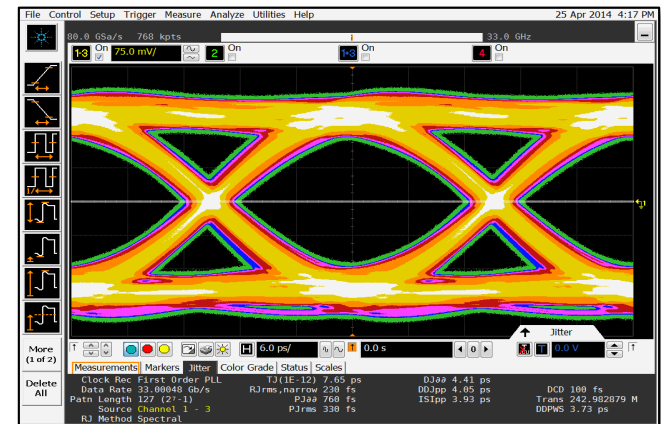 File Control Setup Trigger Measure Analyze Utilities Help 25 Apr 2014 4:17 PM
80.0 GSa/s 768 kpts 33.0 GHz
1-3 On 75.0 mV/ 2 On 1-3 On 4 On
1/
More
(1 of 2)
Delete
All
Jitter
H 6.0 ps/ 0.0 s 0 T 0.0 V
Measurements Markers Jitter Color Grade Status Scales
Clock Rec First Order PLL TJ(1E-12) 7.65 ps DJ∂∂ 4.41 ps
Data Rate 33.00048 Gb/s RJrms,narrow 230 fs DDJpp 4.05 ps DCD 100 fs
Patn Length 127 (2⁷-1) PJ∂∂ 760 fs ISIpp 3.93 ps Trans 242.982879 M
Source Channel 1 - 3 PJrms 330 fs DDPWS 3.73 ps
RJ Method Spectral